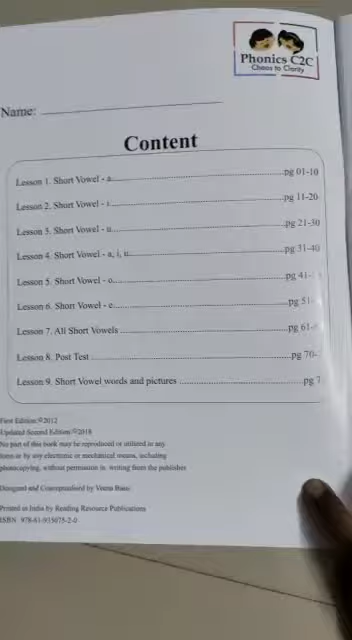 Phonics C2C
Chaos to Clarity
Name:
Content
Lesson 1. Short Vowel - a pg 01-10
Lesson 2. Short Vowel - i pg 11-20
Lesson 3. Short Vowel - u pg 21-30
Lesson 4. Short Vowel - a, i, u pg 31-40
Lesson 5. Short Vowel - o pg 41-
Lesson 6. Short Vowel - e pg 51-
Lesson 7. All Short Vowels pg 61-
Lesson 8. Post Test pg 70-
Lesson 9. Short Vowel words and pictures pg 7
First Edition ©2012
Updated Second Edition ©2018
No part of this book may be reproduced or utilized in any
form or by any electronic or mechanical means, including
photocopying, without permission in writing from the publisher
Designed and Conceptualised by Veena
Printed in India by Reading Resource Publications
ISBN 978-81-935075-2-0